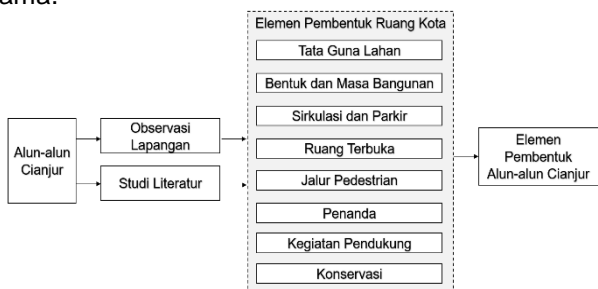 Alun-alun
Cianjur
Observasi
Lapangan
Studi Literatur
Elemen Pembentuk Ruang Kota
Tata Guna Lahan
Bentuk dan Masa Bangunan
Sirkulasi dan Parkir
Ruang Terbuka
Jalur Pedestrian
Penanda
Kegiatan Pendukung
Konservasi
Elemen
Pembentuk
Alun-alun Cianjur